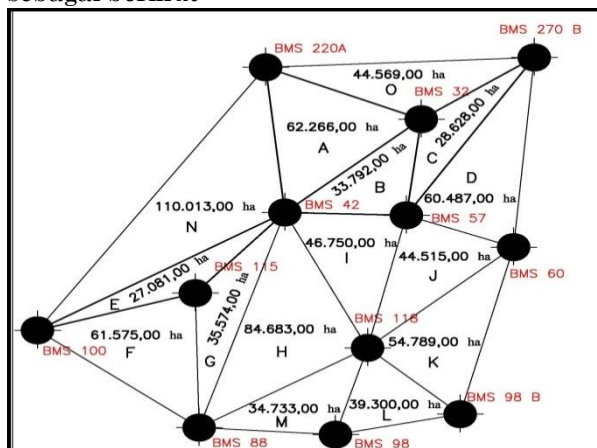 BMS 270 B
BMS 220A
44.569,00 ha
O
BMS 32
62.266,00 ha
A
28.628,00 ha
C
33.792,00 ha
B
D
60.487,00 ha
110.013,00 ha
N
BMS 42
BMS 57
46.750,00 ha
I
44.515,00 ha
J
BMS 60
E 27.081,00 ha
BMS 115
61.575,00 ha
F
35.574,00 ha
G
BMS 100
84.683,00 ha
H
BMS 118
54.789,00 ha
K
34.733,00 ha
M
39.300,00 ha
L
BMS 98 B
BMS 88
BMS 98